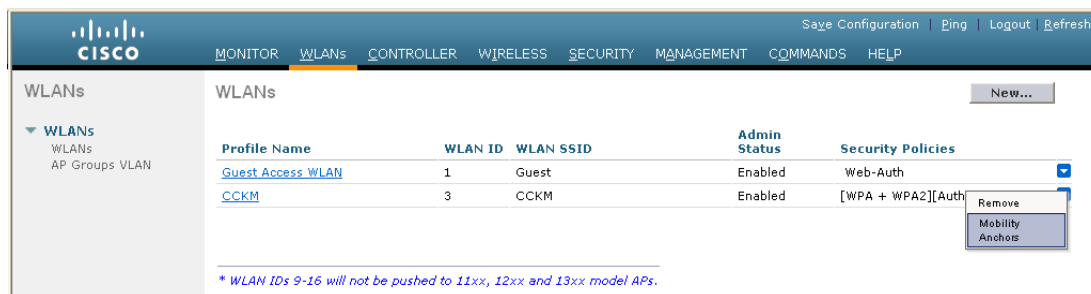 Save Configuration | Ping | Logout | Refresh
CISCO
MONITOR WLANs CONTROLLER WIRELESS SECURITY MANAGEMENT COMMANDS HELP
WLANs
WLANs
New...
WLANs
WLANs
AP Groups VLAN
Profile Name WLAN ID WLAN SSID Admin Status Security Policies
Guest Access WLAN 1 Guest Enabled Web-Auth
CCKM 3 CCKM Enabled [WPA + WPA2][Auth
Remove
Mobility
Anchors
* WLAN IDs 9-16 will not be pushed to 11xx, 12xx and 13xx model APs.